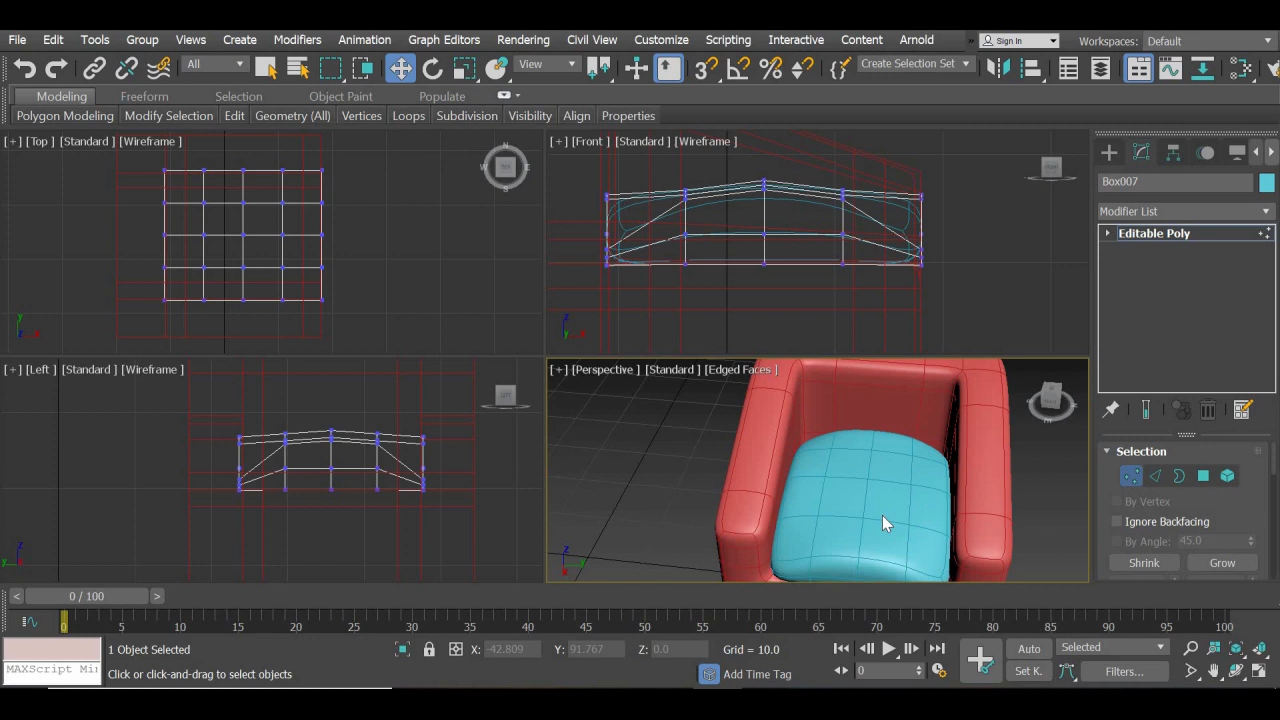 File Edit Tools Group Views Create Modifiers Animation Graph Editors Rendering Civil View Customize Scripting Interactive Content Arnold » Sign In Workspaces: Default
All View Create Selection Set
Modeling Freeform Selection Object Paint Populate
Polygon Modeling Modify Selection Edit Geometry (All) Vertices Loops Subdivision Visibility Align Properties
[+] [Top] [Standard] [Wireframe]
[+] [Front] [Standard] [Wireframe]
Box007
Modifier List
Editable Poly
[+] [Left] [Standard] [Wireframe]
[+] [Perspective] [Standard] [Edged Faces]
Selection
By Vertex
Ignore Backfacing
By Angle: 45.0
Shrink Grow
< 0 / 100 >
0 5 10 15 20 25 30 35 40 45 50 55 60 65 70 75 80 85 90 95 100
1 Object Selected X: -42.809 Y: 91.767 Z: 0.0 Grid = 10.0 Auto Selected
MAXScript Mi Click or click-and-drag to select objects Add Time Tag 0 Set K. Filters...